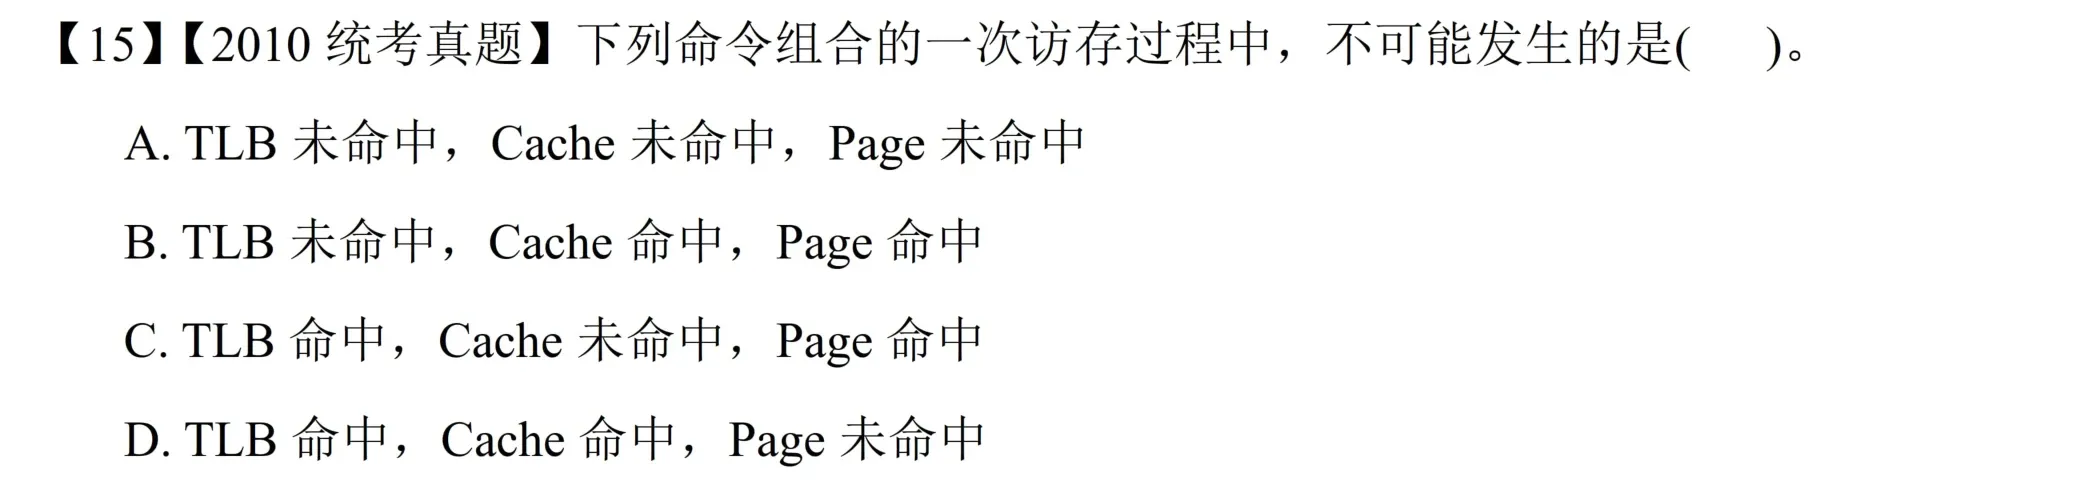 【15】【2010 统考真题】下列命令组合的一次访存过程中，不可能发生的是(    )。
A. TLB 未命中，Cache 未命中，Page 未命中
B. TLB 未命中，Cache 命中，Page 命中
C. TLB 命中，Cache 未命中，Page 命中
D. TLB 命中，Cache 命中，Page 未命中